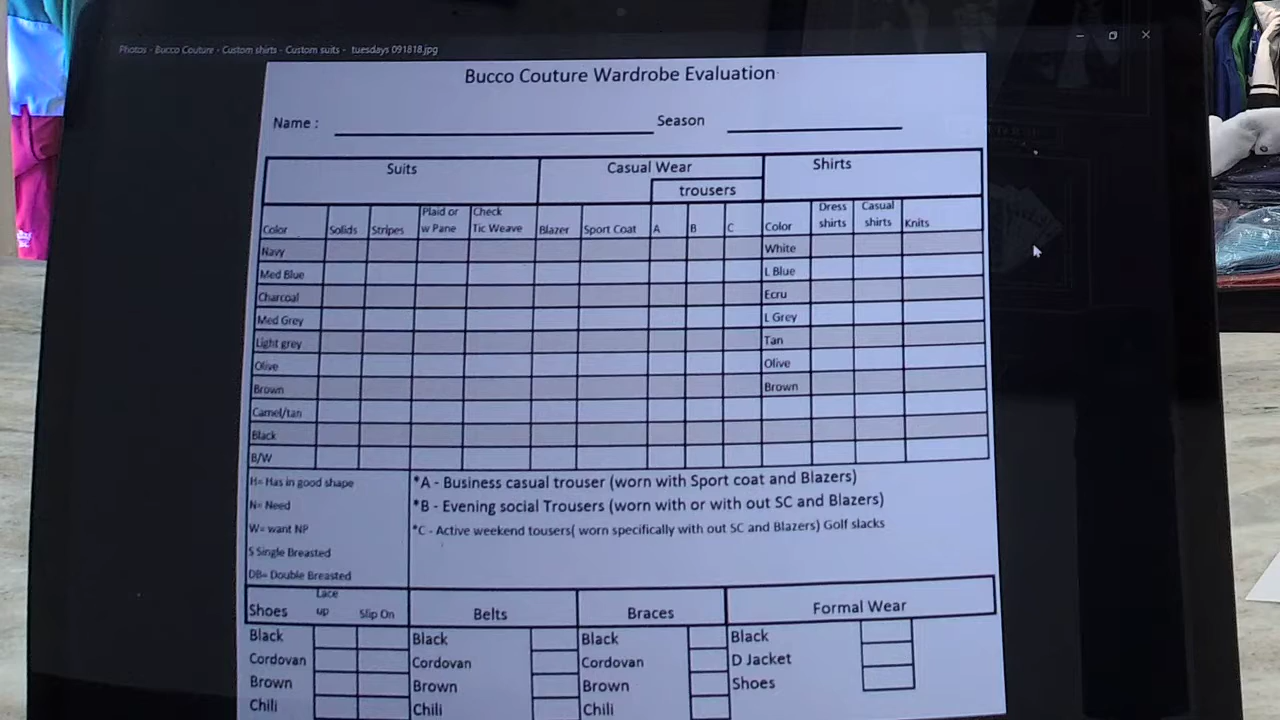 Photos - Bucco Couture - Custom shirts - Custom suits - tuesdays 091818.jpg
Bucco Couture Wardrobe Evaluation
Name : Season
Suits Casual Wear Shirts
trousers
Color Solids Stripes Plaid or w Pane Check Tic Weave Blazer Sport Coat A B C Color Dress shirts Casual shirts Knits
Navy White
Med Blue L Blue
Charcoal Ecru
Med Grey L Grey
Light grey Tan
Olive Olive
Brown Brown
Camel/tan
Black
B/W
H= Has in good shape
N= Need
W= want NP
S Single Breasted
DB= Double Breasted
*A - Business casual trouser (worn with Sport coat and Blazers)
*B - Evening social Trousers (worn with or with out SC and Blazers)
*C - Active weekend tousers( worn specifically with out SC and Blazers) Golf slacks
Shoes Lace up Slip On Belts Braces Formal Wear
Black Black Black Black
Cordovan Cordovan Cordovan D Jacket
Brown Brown Brown Shoes
Chili Chili Chili